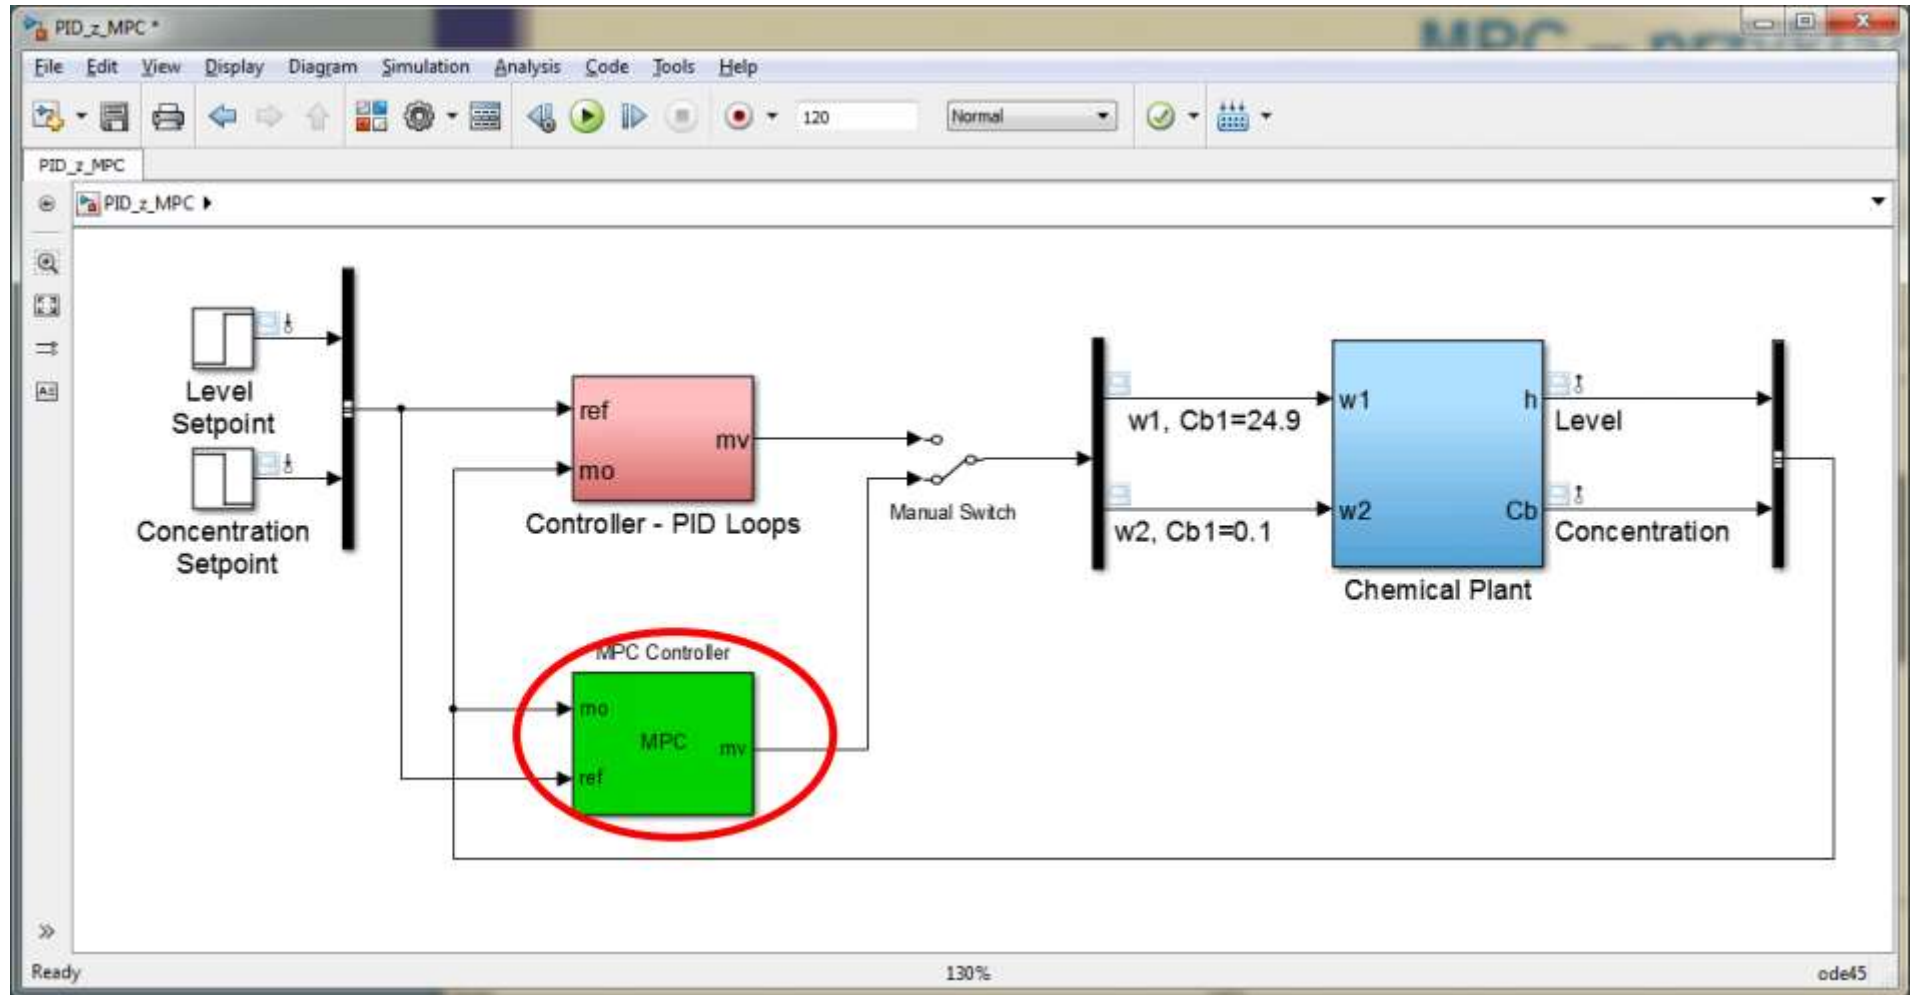 PID_z_MPC *
MPC –
File Edit View Display Diagram Simulation Analysis Code Tools Help
120 Normal
PID_z_MPC
PID_z_MPC
Level
Setpoint
Concentration
Setpoint
ref
mv
mo
Controller - PID Loops
MPC Controller
mo
MPC
mv
ref
Manual Switch
w1, Cb1=24.9
w2, Cb1=0.1
w1
h
w2
Cb
Chemical Plant
Level
Concentration
Ready 130% ode45